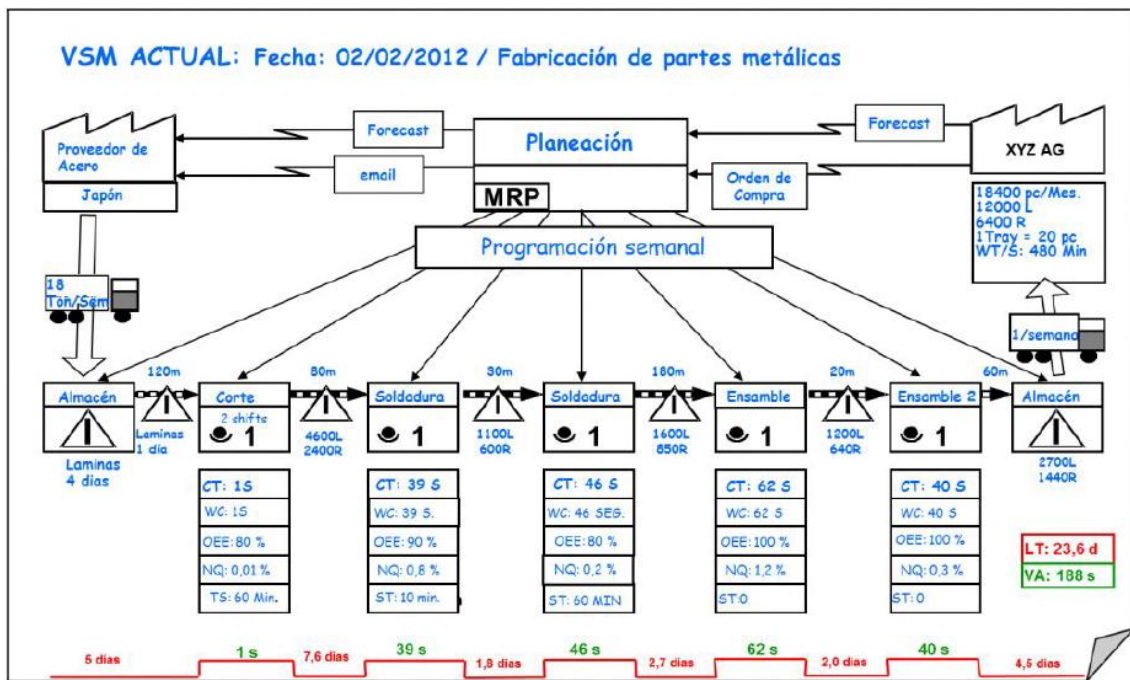 VSM ACTUAL: Fecha: 02/02/2012 / Fabricación de partes metálicas
Proveedor de
Acero
Japón
Forecast
email
Planeación
MRP
Forecast
Orden de
Compra
XYZ AG
18400 pc/Mes.
12000 L
6400 R
1Tray = 20 pc
WT/S: 480 Min
Programación semanal
18
Ton/Sem
1/semana
120m
80m
30m
180m
20m
60m
Almacén
Corte
Soldadura
Soldadura
Ensamble
Ensamble 2
Almacén
2 shifts
1
1
1
1
1
Laminas
4 dias
Laminas
1 dia
4600L
2400R
1100L
600R
1600L
850R
1200L
640R
2700L
1440R
CT: 1S
WC: 1S
OEE: 80 %
NQ: 0,01 %
TS: 60 Min.
CT: 39 S
WC: 39 S.
OEE: 90 %
NQ: 0,8 %
ST: 10 min.
CT: 46 S
WC: 46 SEG.
OEE: 80 %
NQ: 0,2 %
ST: 60 MIN
CT: 62 S
WC: 62 S
OEE: 100 %
NQ: 1,2 %
ST:0
CT: 40 S
WC: 40 S
OEE: 100 %
NQ: 0,3 %
ST: 0
LT: 23,6 d
VA: 188 s
5 dias
1 s
7,6 dias
39 s
1,8 dias
46 s
2,7 dias
62 s
2,0 dias
40 s
4,5 dias